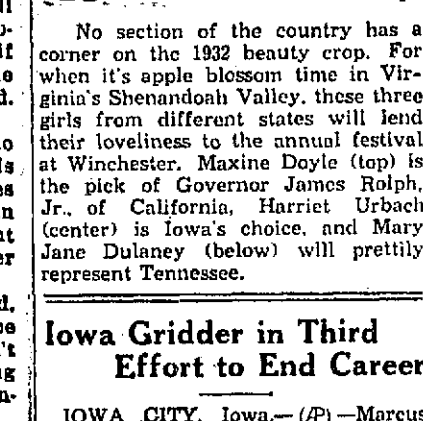 No section of the country has a
corner on the 1932 beauty crop. For
when it's apple blossom time in Vir-
ginia's Shenandoah Valley, these three
girls from different states will lend
their loveliness to the annual festival
at Winchester. Maxine Doyle (top) is
the pick of Governor James Rolph,
Jr., of California, Harriet Urbach
(center) is Iowa's choice, and Mary
Jane Dulaney (below) will prettily
represent Tennessee.
Iowa Gridder in Third
Effort to End Career
IOWA CITY, Iowa.—(AP)—Marcus